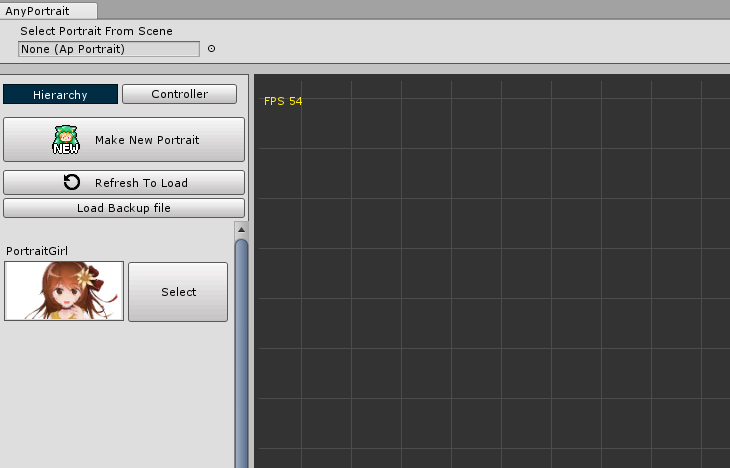 AnyPortrait
Select Portrait From Scene
None (Ap Portrait)
Hierarchy
Controller
FPS 54
NEW
Make New Portrait
Refresh To Load
Load Backup file
PortraitGirl
Select